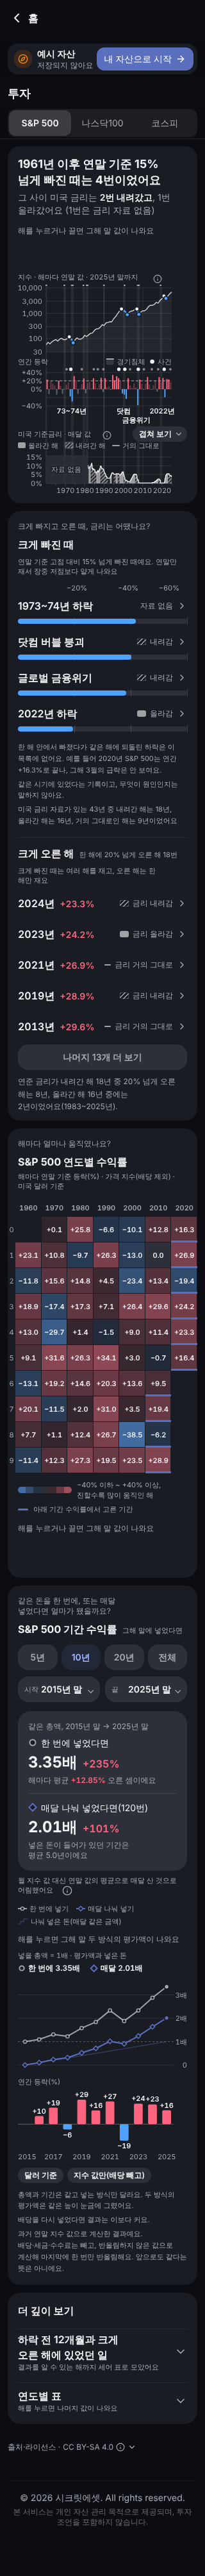 홈
예시 자산
저장되지 않아요
내 자산으로 시작
투자
S&P 500
나스닥100
코스피
1961년 이후 연말 기준 15%
넘게 빠진 때는 4번이었어요
그 사이 미국 금리는 2번 내려갔고, 1번
올라갔어요 (1번은 금리 자료 없음)
해를 누르거나 끌면 그해 말 값이 나와요
지수 · 해마다 연말 값 · 2025년 말까지
10,000
3,000
1,000
300
100
30
연간 등락
경기침체
사건
+40%
+20%
0%
−40%
73–74년
닷컴
2022년
금융위기
미국 기준금리 · 매달 값
겹쳐 보기
올라간 해
내려간 해
거의 그대로
15%
10%
5%
0%
자료 없음
1970 1980 1990 2000 2010 2020
크게 빠지고 오른 때, 금리는 어땠나요?
크게 빠진 때
연말 기준 고점 대비 15% 넘게 빠진 때예요. 연말만
재서 장중 저점보다 얕게 나와요
−20%
−40%
−60%
1973~74년 하락
자료 없음
닷컴 버블 붕괴
내려감
글로벌 금융위기
내려감
2022년 하락
올라감
한 해 안에서 빠졌다가 같은 해에 되돌린 하락은 이
목록에 없어요. 예를 들어 2020년 S&P 500는 연간
+16.3%로 끝나, 그해 3월의 급락은 안 보여요.
같은 시기에 있었다는 기록이고, 무엇이 원인인지는
말하지 않아요.
미국 금리 자료가 있는 43년 중 내려간 해는 18년,
올라간 해는 16년, 거의 그대로인 해는 9년이었어요
크게 오른 해
한 해에 20% 넘게 오른 해 18번
크게 빠진 때는 여러 해를 재고, 오른 해는 한
해만 재요
2024년
+23.3%
금리 내려감
2023년
+24.2%
금리 올라감
2021년
+26.9%
금리 거의 그대로
2019년
+28.9%
금리 내려감
2013년
+29.6%
금리 거의 그대로
나머지 13개 더 보기
연준 금리가 내려간 해 18년 중 20% 넘게 오른
해는 8년, 올라간 해 16년 중에는
2년이었어요(1983~2025년).
해마다 얼마나 움직였나요?
S&P 500 연도별 수익률
해마다 연말 기준 등락(%) · 가격 지수(배당 제외) ·
미국 달러 기준
1960 1970 1980 1990 2000 2010 2020
0 +0.1 +25.8 −6.6 −10.1 +12.8 +16.3
1 +23.1 +10.8 −9.7 +26.3 −13.0 0.0 +26.9
2 −11.8 +15.6 +14.8 +4.5 −23.4 +13.4 −19.4
3 +18.9 −17.4 +17.3 +7.1 +26.4 +29.6 +24.2
4 +13.0 −29.7 +1.4 −1.5 +9.0 +11.4 +23.3
5 +9.1 +31.6 +26.3 +34.1 +3.0 −0.7 +16.4
6 −13.1 +19.2 +14.6 +20.3 +13.6 +9.5
7 +20.1 −11.5 +2.0 +31.0 +3.5 +19.4
8 +7.7 +1.1 +12.4 +26.7 −38.5 −6.2
9 −11.4 +12.3 +27.3 +19.5 +23.5 +28.9
−40% 이하 ~ +40% 이상,
진할수록 많이 움직인 해
아래 기간 수익률에서 고른 기간
해를 누르거나 끌면 그해 말 값이 나와요
같은 돈을 한 번에, 또는 매달
넣었다면 얼마가 됐을까요?
S&P 500 기간 수익률
그해 말에 넣었다면
5년
10년
20년
전체
시작 2015년 말
끝 2025년 말
같은 총액, 2015년 말 → 2025년 말
한 번에 넣었다면
3.35배 +235%
해마다 평균 +12.85% 오른 셈이에요
매달 나눠 넣었다면(120번)
2.01배 +101%
넣은 돈이 들어가 있던 기간은
평균 5.0년이에요
월 지수 값 대신 연말 값의 평균으로 매달 산 것으로
어림했어요
한 번에 넣기
매달 나눠 넣기
나눠 넣은 돈(매달 같은 금액)
해를 누르면 그해 말 두 방식의 평가액이 나와요
넣을 총액 = 1배 · 평가액과 넣은 돈
한 번에 3.35배
매달 2.01배
3배
2배
1배
0
연간 등락(%)
+10
+19
−6
+29
+16
+27
−19
+24
+23
+16
2015 2017 2019 2021 2023 2025
달러 기준
지수 값만(배당 빼고)
총액과 기간은 같고 넣는 방식만 달라요. 두 방식의
평가액은 같은 높이 눈금에 그렸어요.
배당을 다시 넣었다면 결과는 이보다 커요.
과거 연말 지수 값으로 계산한 결과예요.
배당·세금·수수료는 빼고, 반올림하지 않은 값으로
계산해 마지막에 한 번만 반올림해요. 앞으로도 같다는
뜻은 아니에요.
더 깊이 보기
하락 전 12개월과 크게
오른 해에 있었던 일
결과를 알 수 있는 해까지 세어 표로 모았어요
연도별 표
해를 누르면 나머지 값이 나와요
출처·라이선스 · CC BY-SA 4.0
© 2026 시크릿에셋. All rights reserved.
본 서비스는 개인 자산 관리 목적으로 제공되며, 투자
조언을 포함하지 않습니다.